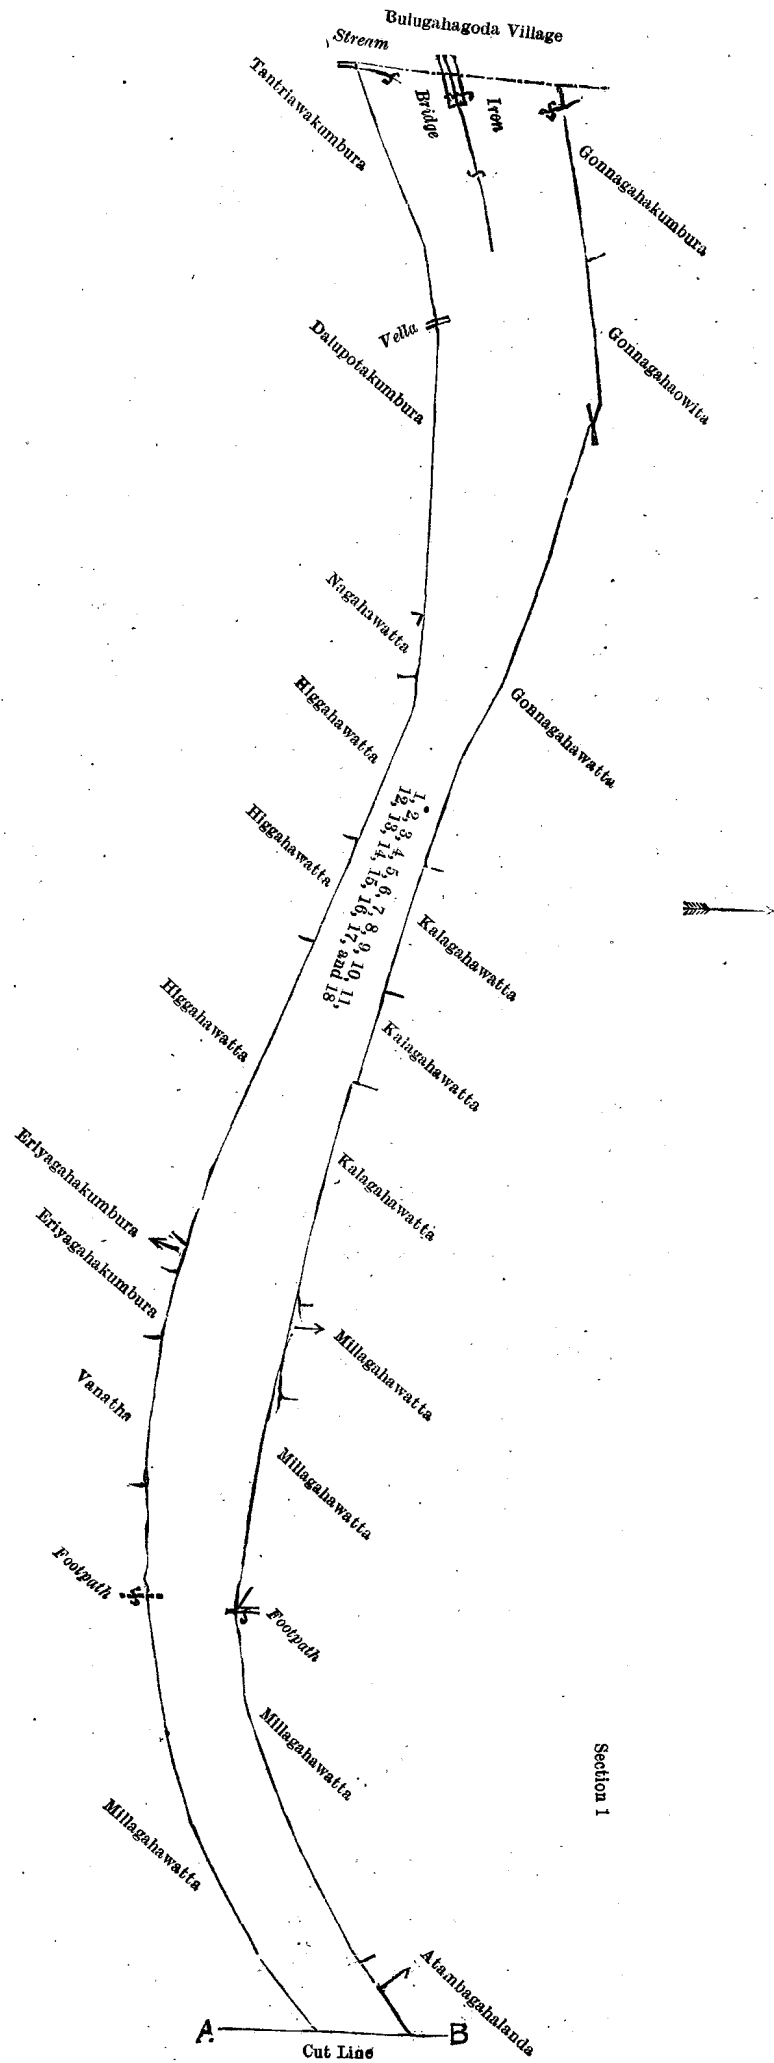 Bulugahagoda Village
Stream
Tantriawakumbura
Iron
Bridge
Gonnagahakumbura
Vella
Dalupotakumbura
Gonnagahaowita
Nagahawatta
Higgahawatta
Gonnagahawatta
1, 2, 3, 4, 5, 6, 7, 8, 9, 10, 11,
12, 13, 14, 15, 16, 17, and 18
Higgahawatta
Kalagahawatta
Higgahawatta
Kalagahawatta
Eriyagahakumbura
Kalagahawatta
Eriyagahakumbura
Millagahawatta
Vanatha
Millagahawatta
Footpath
Footpath
Millagahawatta
Section 1
Millagahawatta
Atambagahalanda
A
B
Cut Line